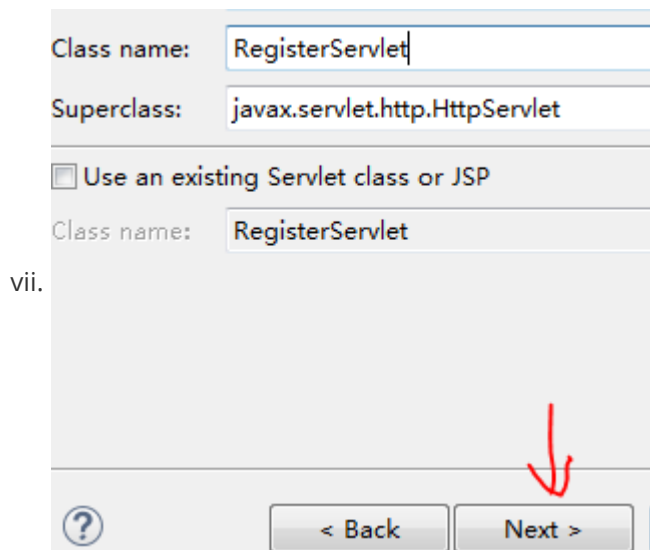 Class name: RegisterServlet
Superclass: javax.servlet.http.HttpServlet
Use an existing Servlet class or JSP
Class name: RegisterServlet
vii.
? < Back Next >